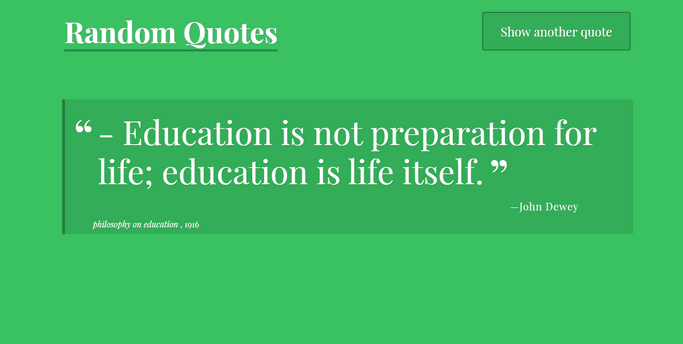 Random Quotes
Show another quote
“ - Education is not preparation for
life; education is life itself. ”
—John Dewey
philosophy on education , 1916